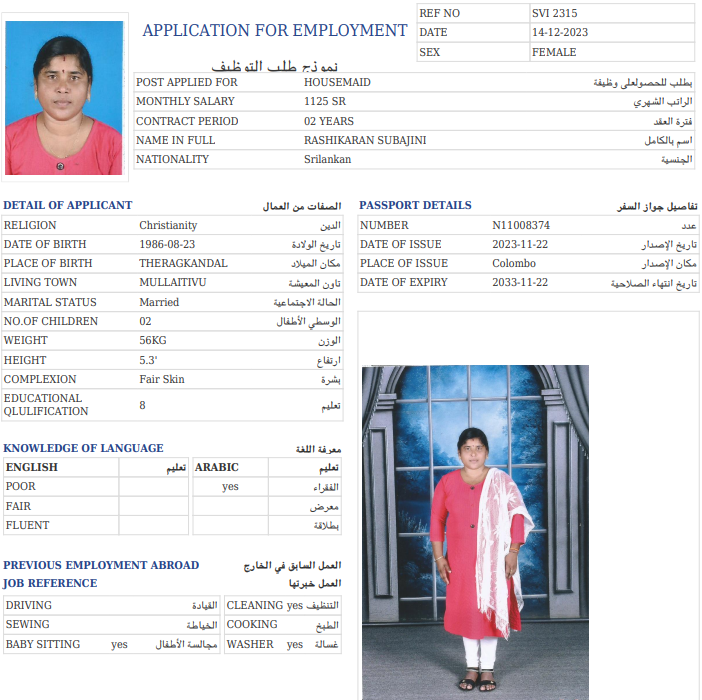 APPLICATION FOR EMPLOYMENT
نموذج طلب التوظيف
REF NO SVI 2315
DATE 14-12-2023
SEX FEMALE
POST APPLIED FOR HOUSEMAID بطلب للحصولعلى وظيفة
MONTHLY SALARY 1125 SR الراتب الشهري
CONTRACT PERIOD 02 YEARS فترة العقد
NAME IN FULL RASHIKARAN SUBAJINI اسم بالكامل
NATIONALITY Srilankan الجنسية
DETAIL OF APPLICANT الصفات من العمال
RELIGION Christianity الدين
DATE OF BIRTH 1986-08-23 تاريخ الولادة
PLACE OF BIRTH THERAGKANDAL مكان الميلاد
LIVING TOWN MULLAITIVU تاون المعيشة
MARITAL STATUS Married الحالة الاجتماعية
NO.OF CHILDREN 02 الوسطي الأطفال
WEIGHT 56KG الوزن
HEIGHT 5.3' ارتفاع
COMPLEXION Fair Skin بشرة
EDUCATIONAL QLULIFICATION 8 تعليم
PASSPORT DETAILS تفاصيل جواز السفر
NUMBER N11008374 عدد
DATE OF ISSUE 2023-11-22 تاريخ الإصدار
PLACE OF ISSUE Colombo مكان الإصدار
DATE OF EXPIRY 2033-11-22 تاريخ انتهاء الصلاحية
KNOWLEDGE OF LANGUAGE معرفة اللغة
ENGLISH تعليم ARABIC تعليم
POOR yes الفقراء
FAIR معرض
FLUENT بطلاقة
PREVIOUS EMPLOYMENT ABROAD العمل السابق في الخارج
JOB REFERENCE العمل خبرتها
DRIVING القيادة CLEANING yes التنظيف
SEWING الخياطة COOKING الطبخ
BABY SITTING yes مجالسة الأطفال WASHER yes غسالة